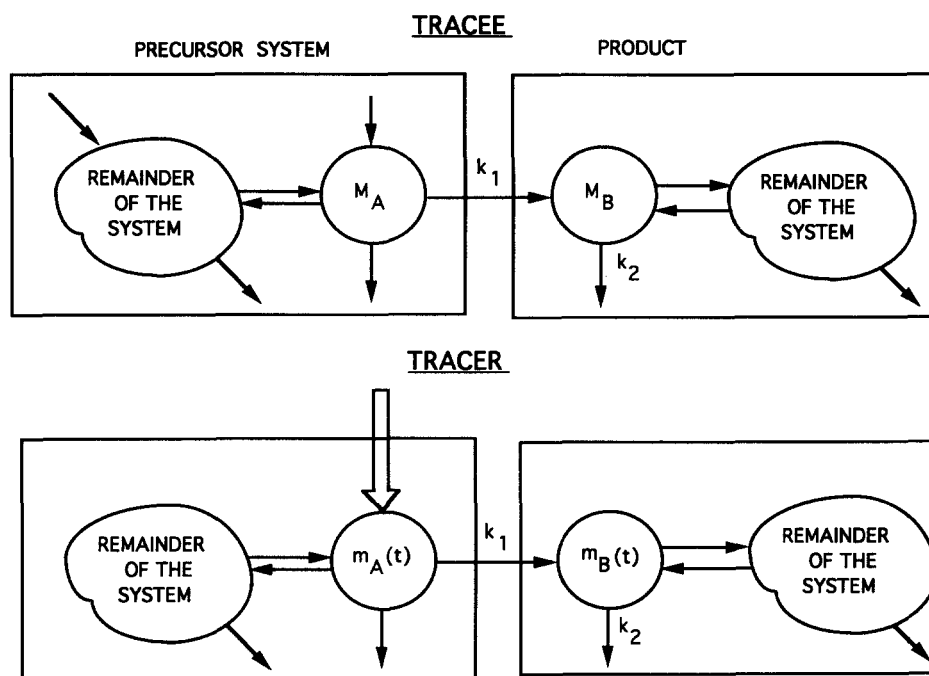 TRACEE
PRECURSOR SYSTEM
PRODUCT
REMAINDER
OF THE
SYSTEM
M_A
k_1
M_B
k_2
REMAINDER
OF THE
SYSTEM
TRACER
REMAINDER
OF THE
SYSTEM
m_A(t)
k_1
m_B(t)
k_2
REMAINDER
OF THE
SYSTEM